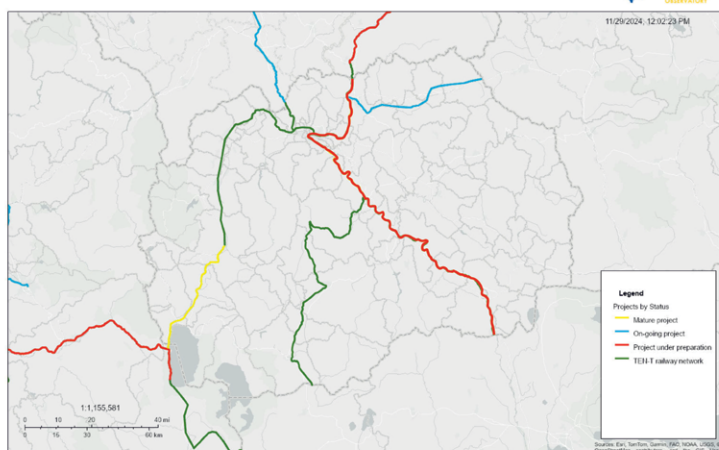 11/29/2024, 12:02:23 PM
Legend
Projects by Status
Mature project
On-going project
Project under preparation
TEN-T railway network
1:1,155,581
0 10 20 40 mi
0 15 30 60 km
Sources: Esri, TomTom, Garmin, FAO, NOAA, USGS,